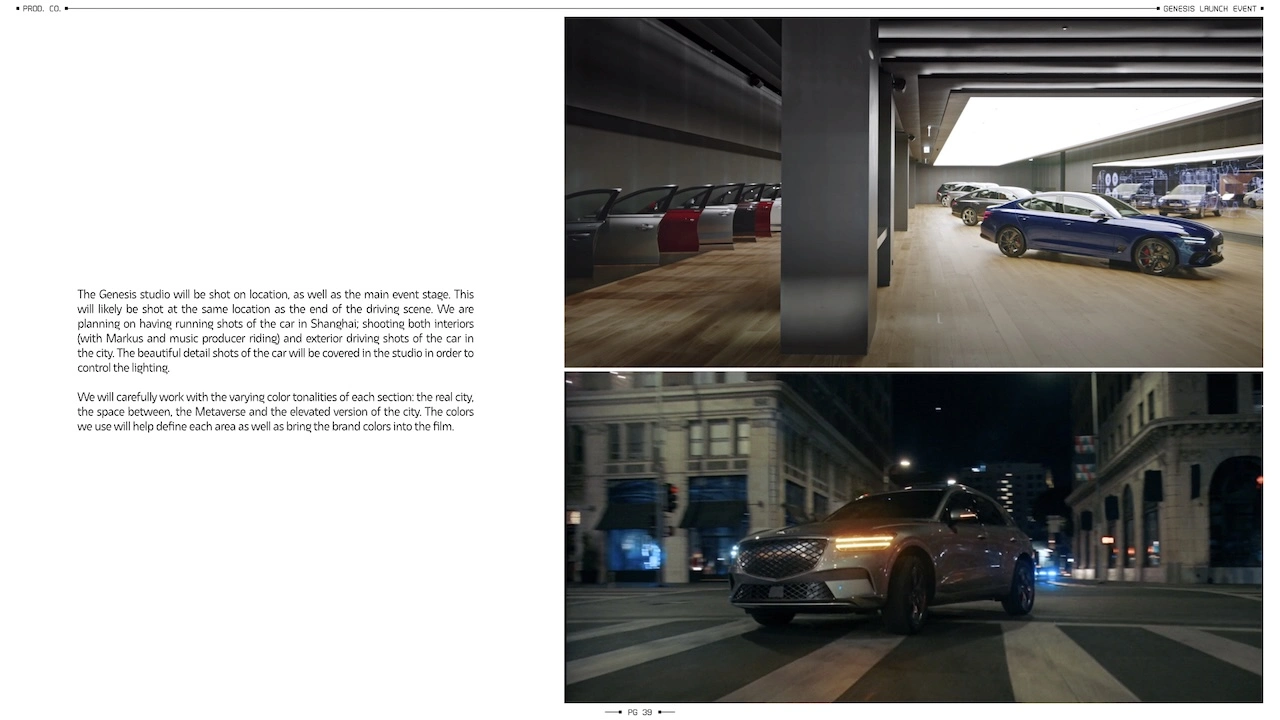 PROD. CO.
GENESIS LAUNCH EVENT
The Genesis studio will be shot on location, as well as the main event stage. This
will likely be shot at the same location as the end of the driving scene. We are
planning on having running shots of the car in Shanghai; shooting both interiors
(with Markus and music producer riding) and exterior driving shots of the car in
the city. The beautiful detail shots of the car will be covered in the studio in order to
control the lighting.
We will carefully work with the varying color tonalities of each section: the real city,
the space between, the Metaverse and the elevated version of the city. The colors
we use will help define each area as well as bring the brand colors into the film.
PG 39